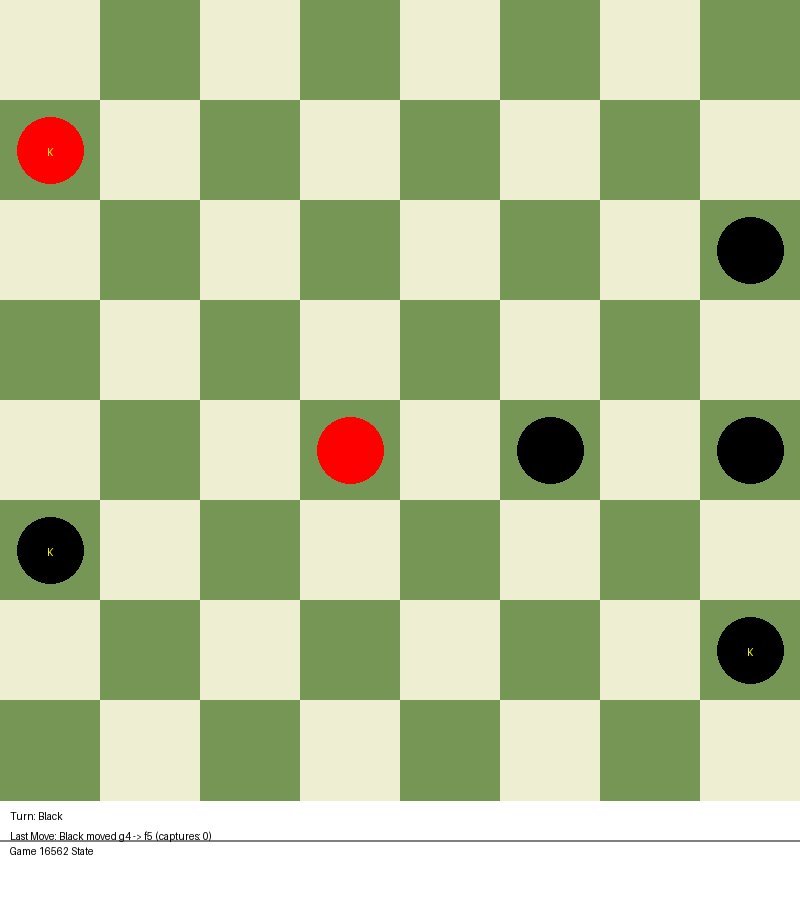 K
K
K
Turn: Black
Last Move: Black moved g4 -> f5 (captures: 0)
Game 16562 State